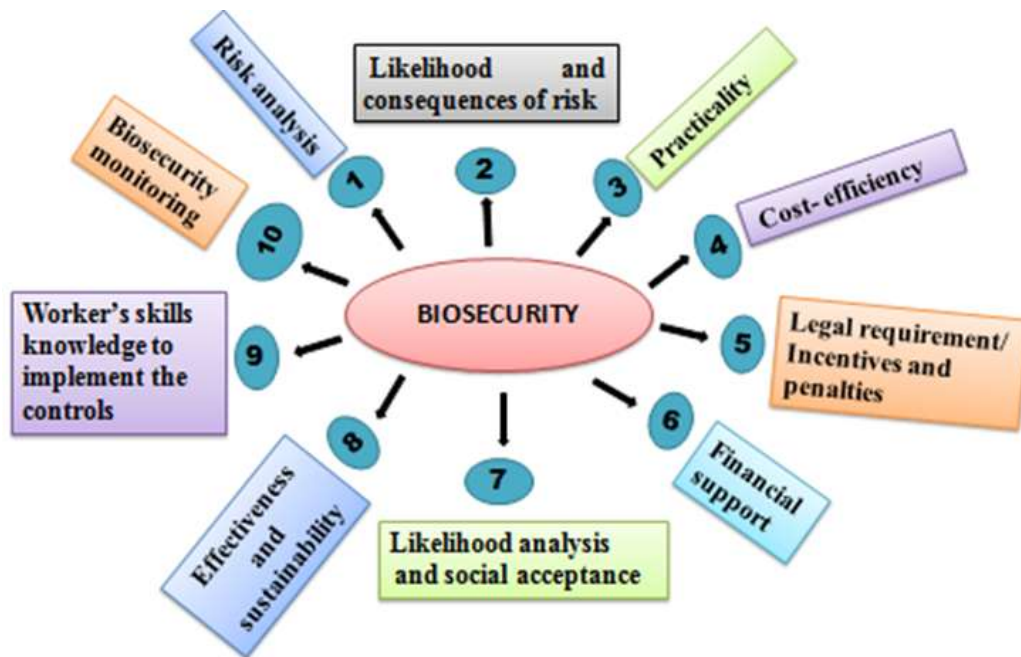 BIOSECURITY
1
Risk analysis
2
Likelihood and
consequences of risk
3
Practicality
4
Cost- efficiency
5
Legal requirement/
Incentives and
penalties
6
Financial
support
7
Likelihood analysis
and social acceptance
8
Effectiveness
and
sustainability
9
Worker’s skills
knowledge to
implement the
controls
10
Biosecurity
monitoring